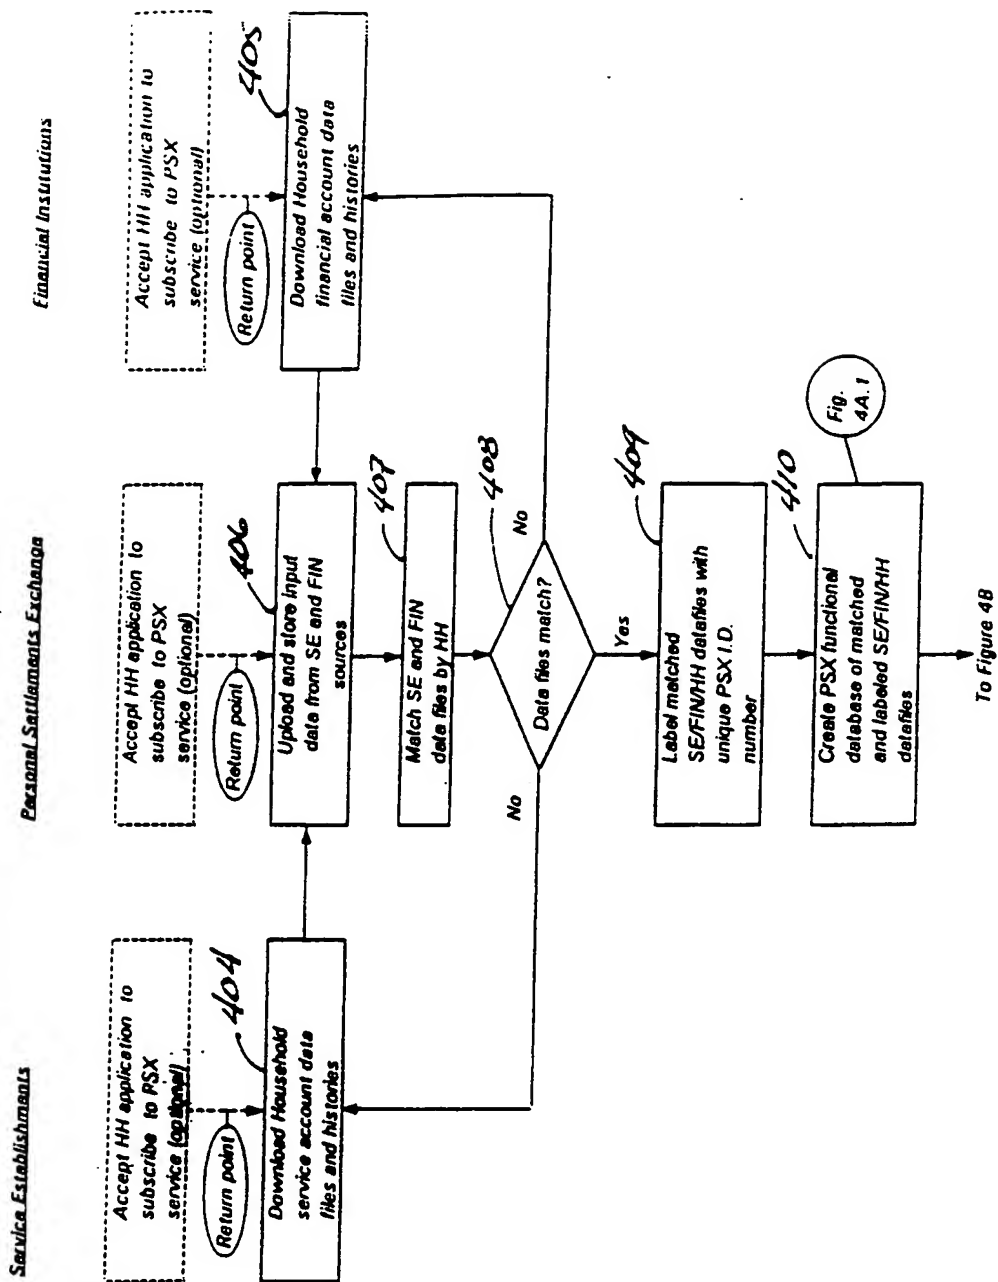 Service Establishments
Personal Settlements Exchange
Financial Institutions
Accept HH application to
subscribe to PSX
service (optional)
Return point
404
Download Household
service account data
files and histories
Accept HH application to
subscribe to PSX
service (optional)
Return point
406
Upload and store input
data from SE and FIN
sources
Accept HH application to
subscribe to PSX
service (optional)
Return point
405
Download Household
financial account data
files and histories
407
Match SE and FIN
data files by HH
408
Data files match?
No
No
Yes
409
Label matched
SE/FIN/HH datafiles with
unique PSX I.D.
number
410
Create PSX functional
database of matched
and labeled SE/FIN/HH
datafiles
Fig.
4A.1
To Figure 4B